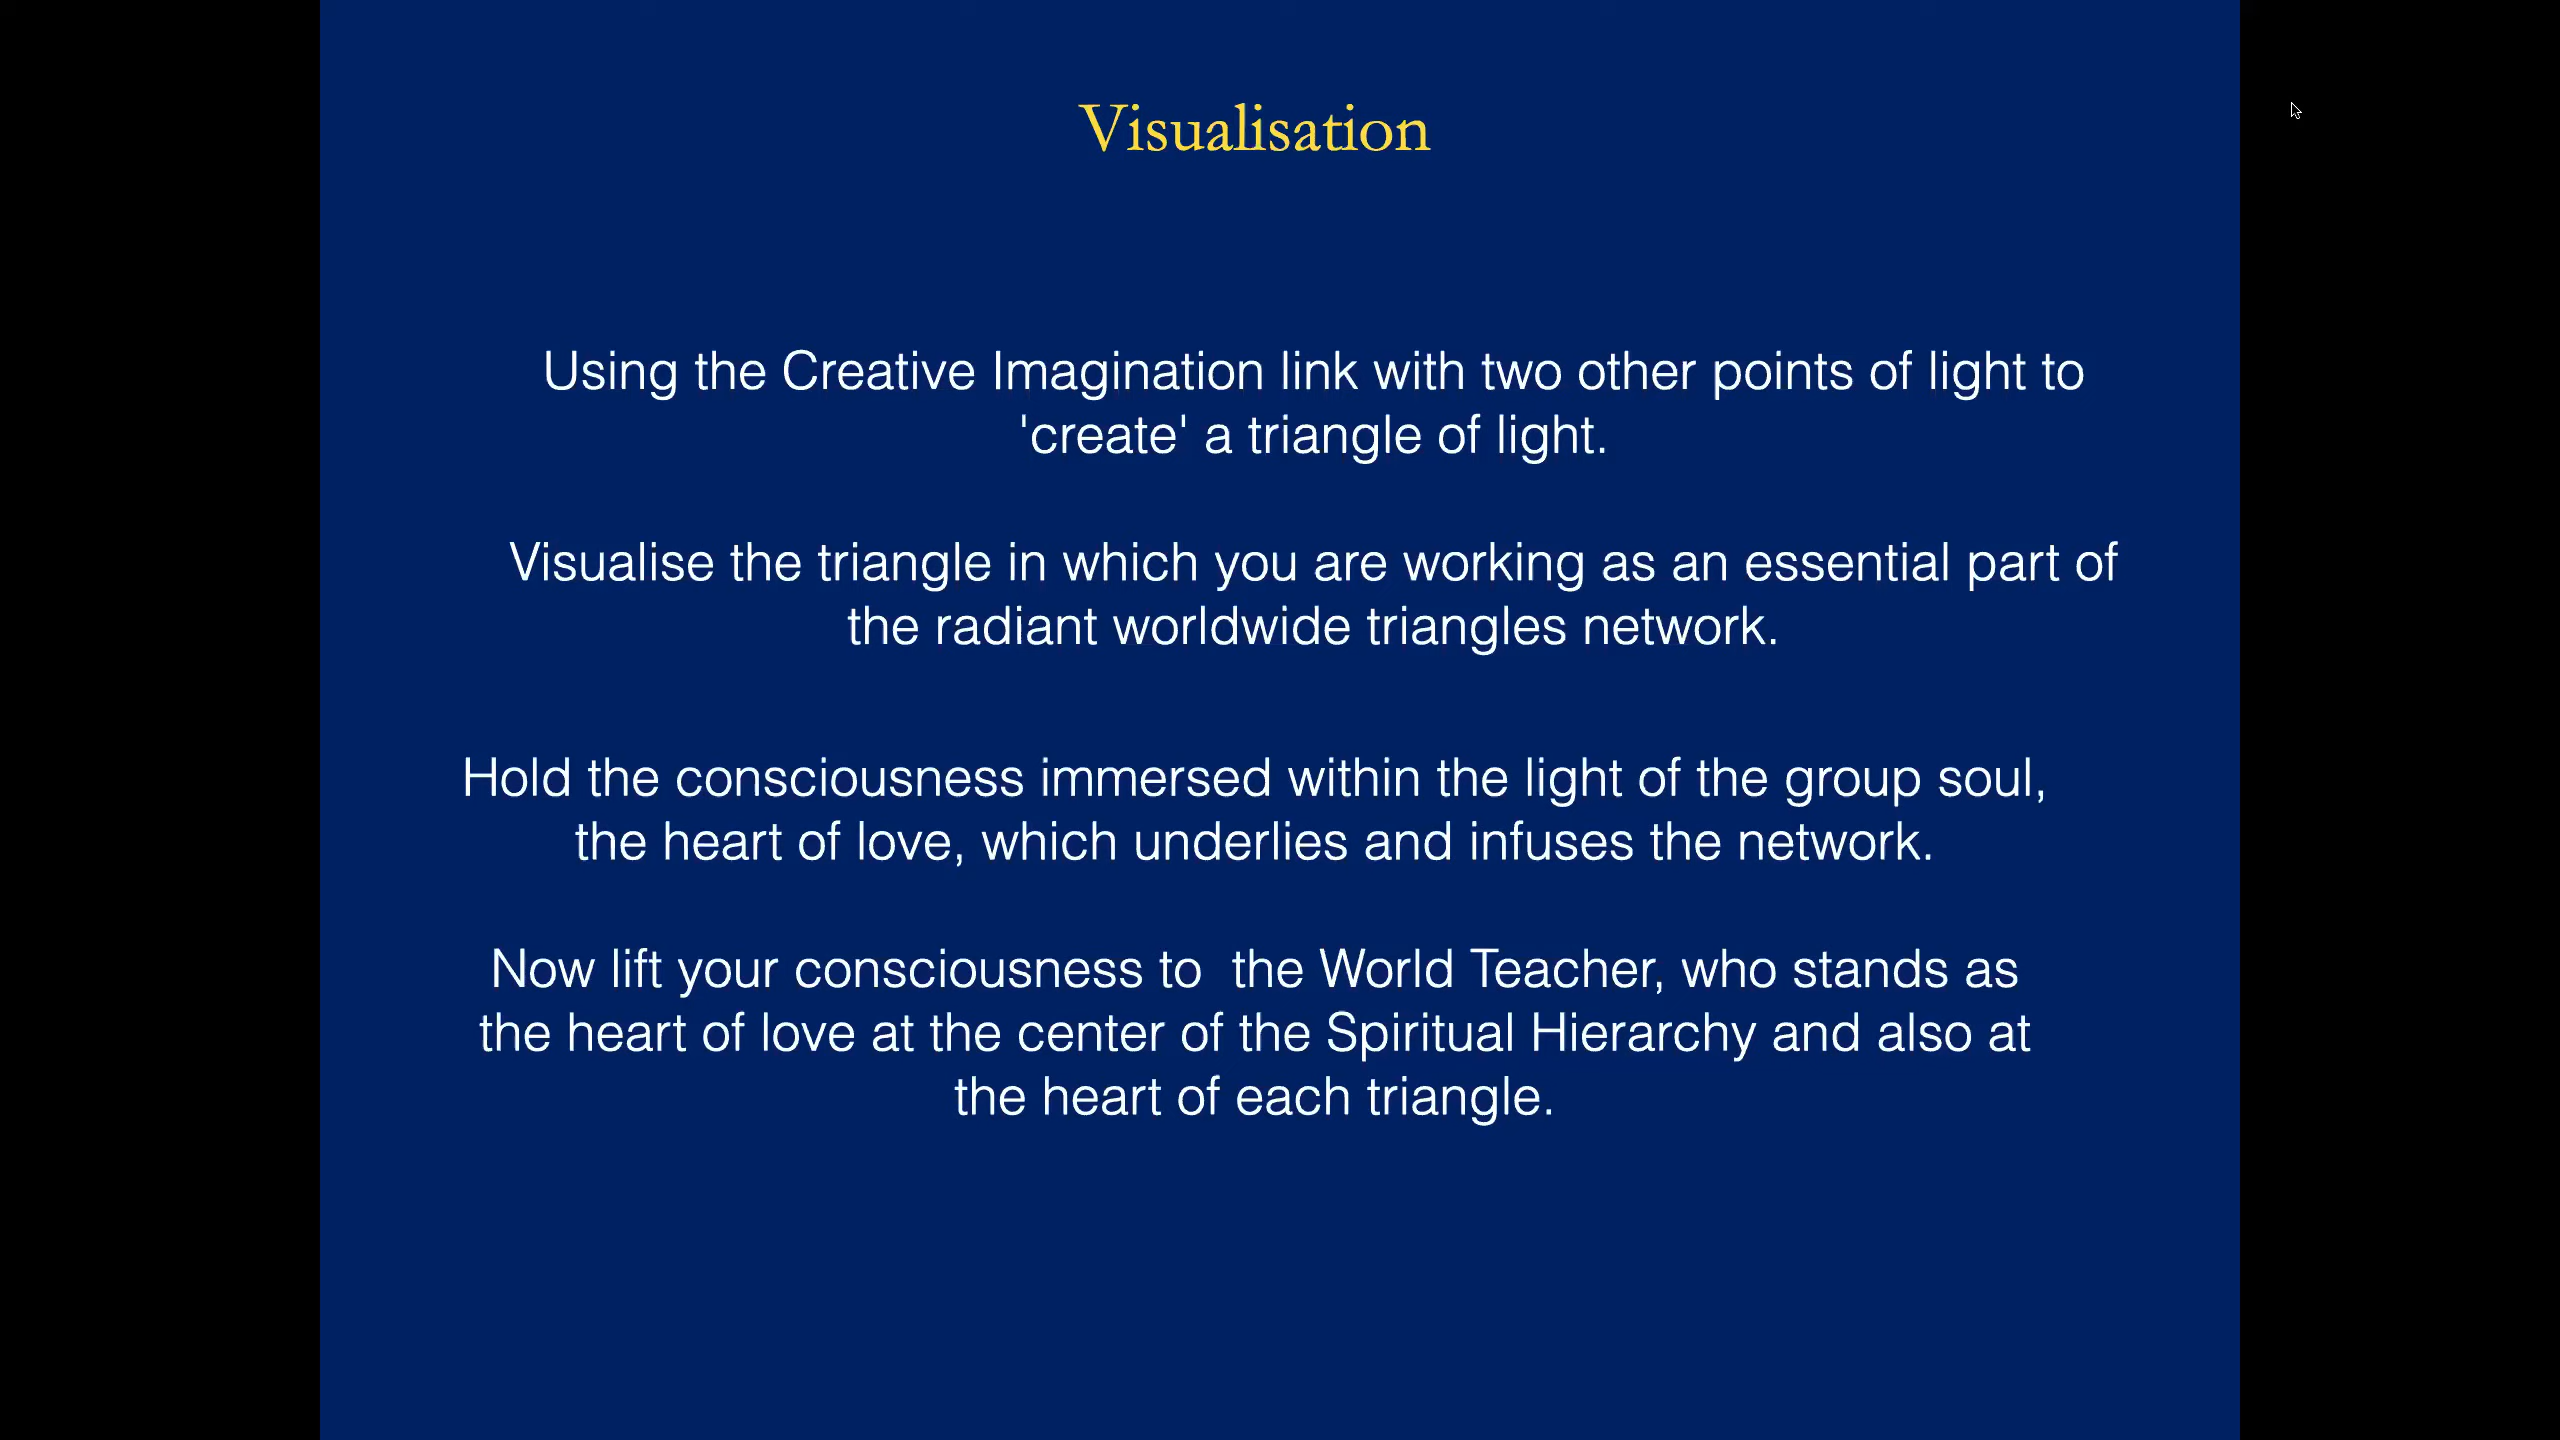 Visualisation
Using the Creative Imagination link with two other points of light to
'create' a triangle of light.
Visualise the triangle in which you are working as an essential part of
the radiant worldwide triangles network.
Hold the consciousness immersed within the light of the group soul,
the heart of love, which underlies and infuses the network.
Now lift your consciousness to  the World Teacher, who stands as
the heart of love at the center of the Spiritual Hierarchy and also at
the heart of each triangle.